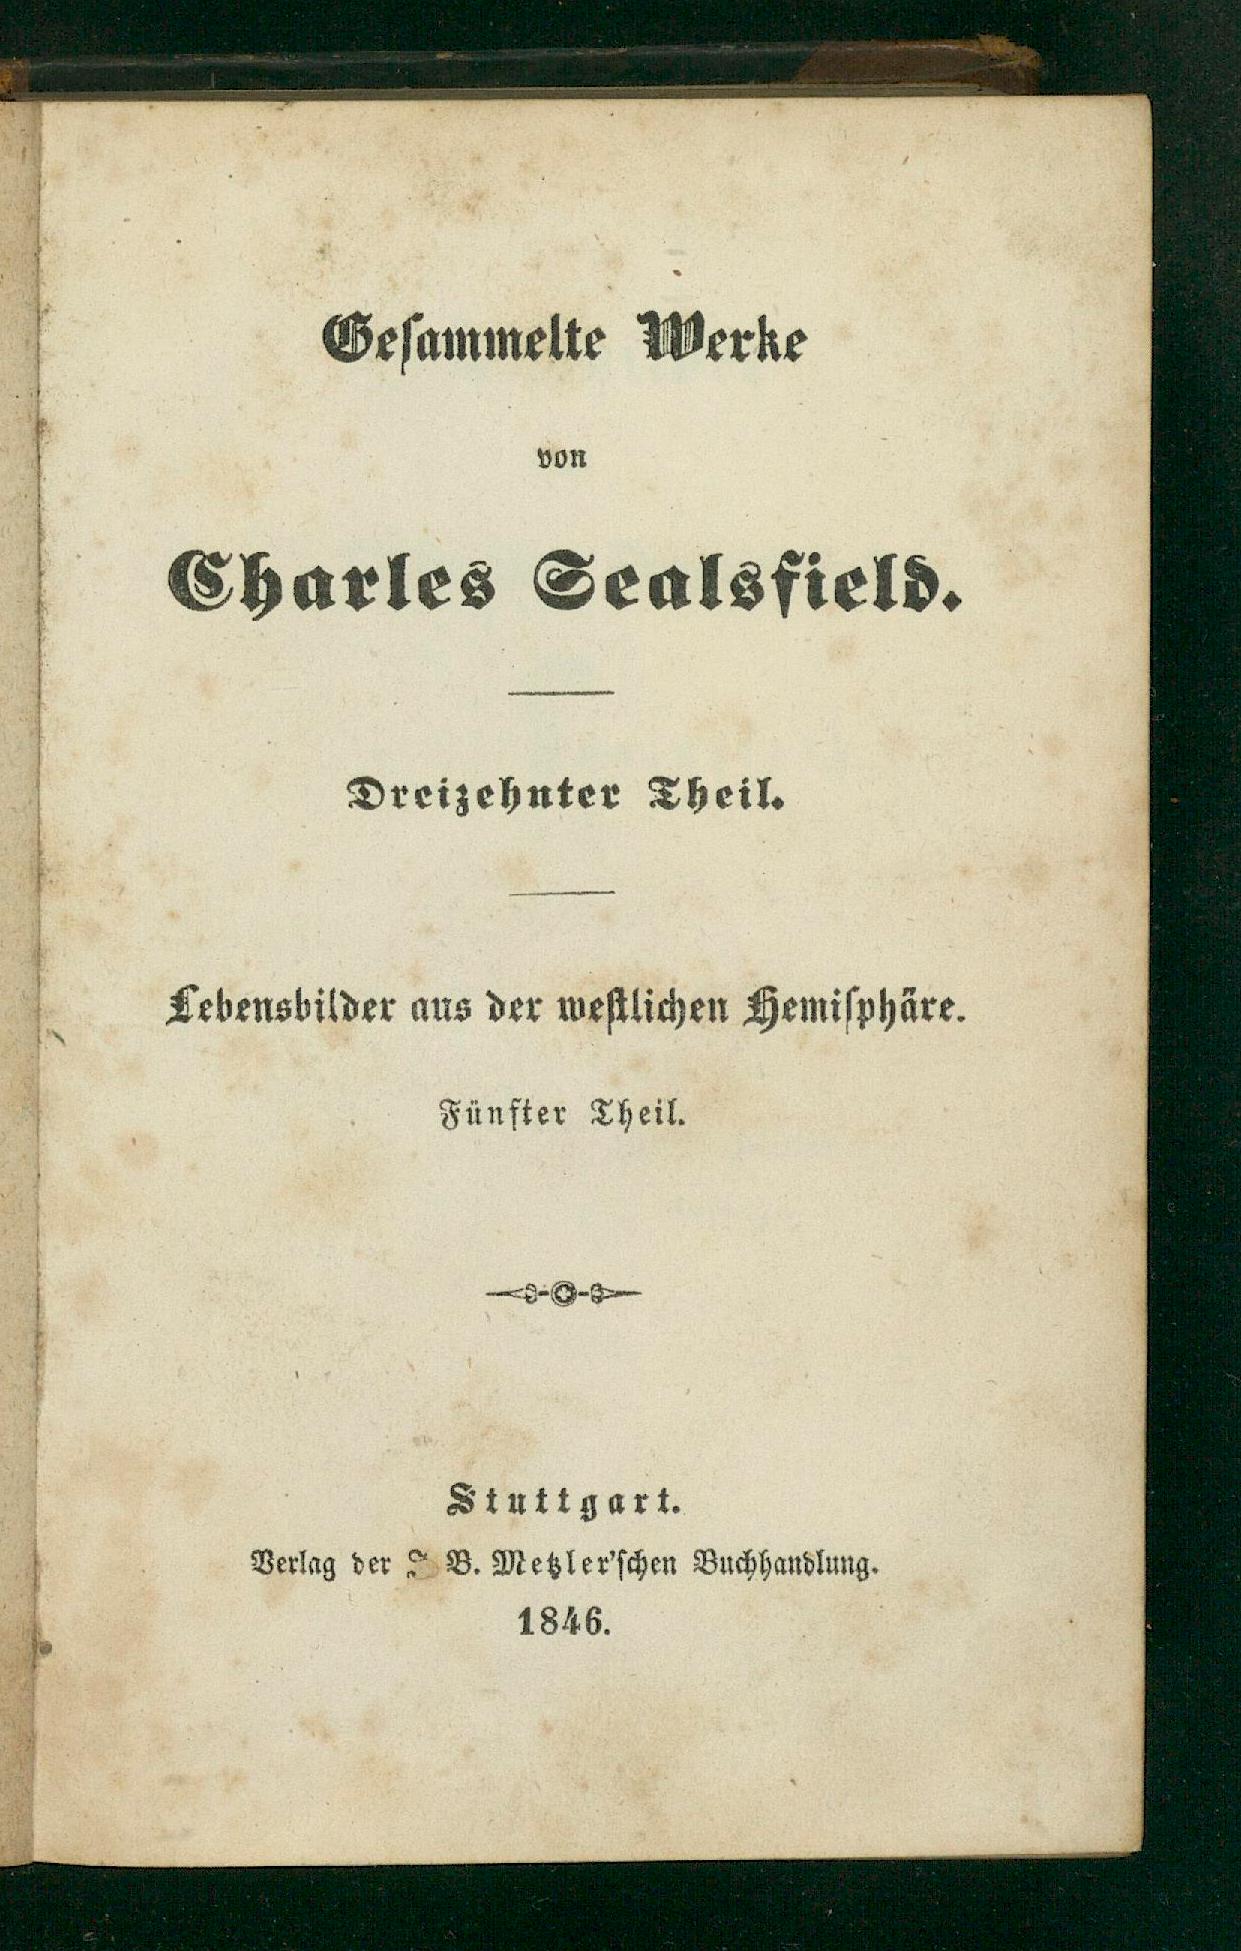 Geſammelte Werke
von
Charles Sealsfield.
Dreizehnter Theil.
Lebensbilder aus der weſtlichen Hemiſphäre.
Fünfter Theil.
Stuttgart.
Verlag der J B. Metzler'ſchen Buchhandlung.
1846.